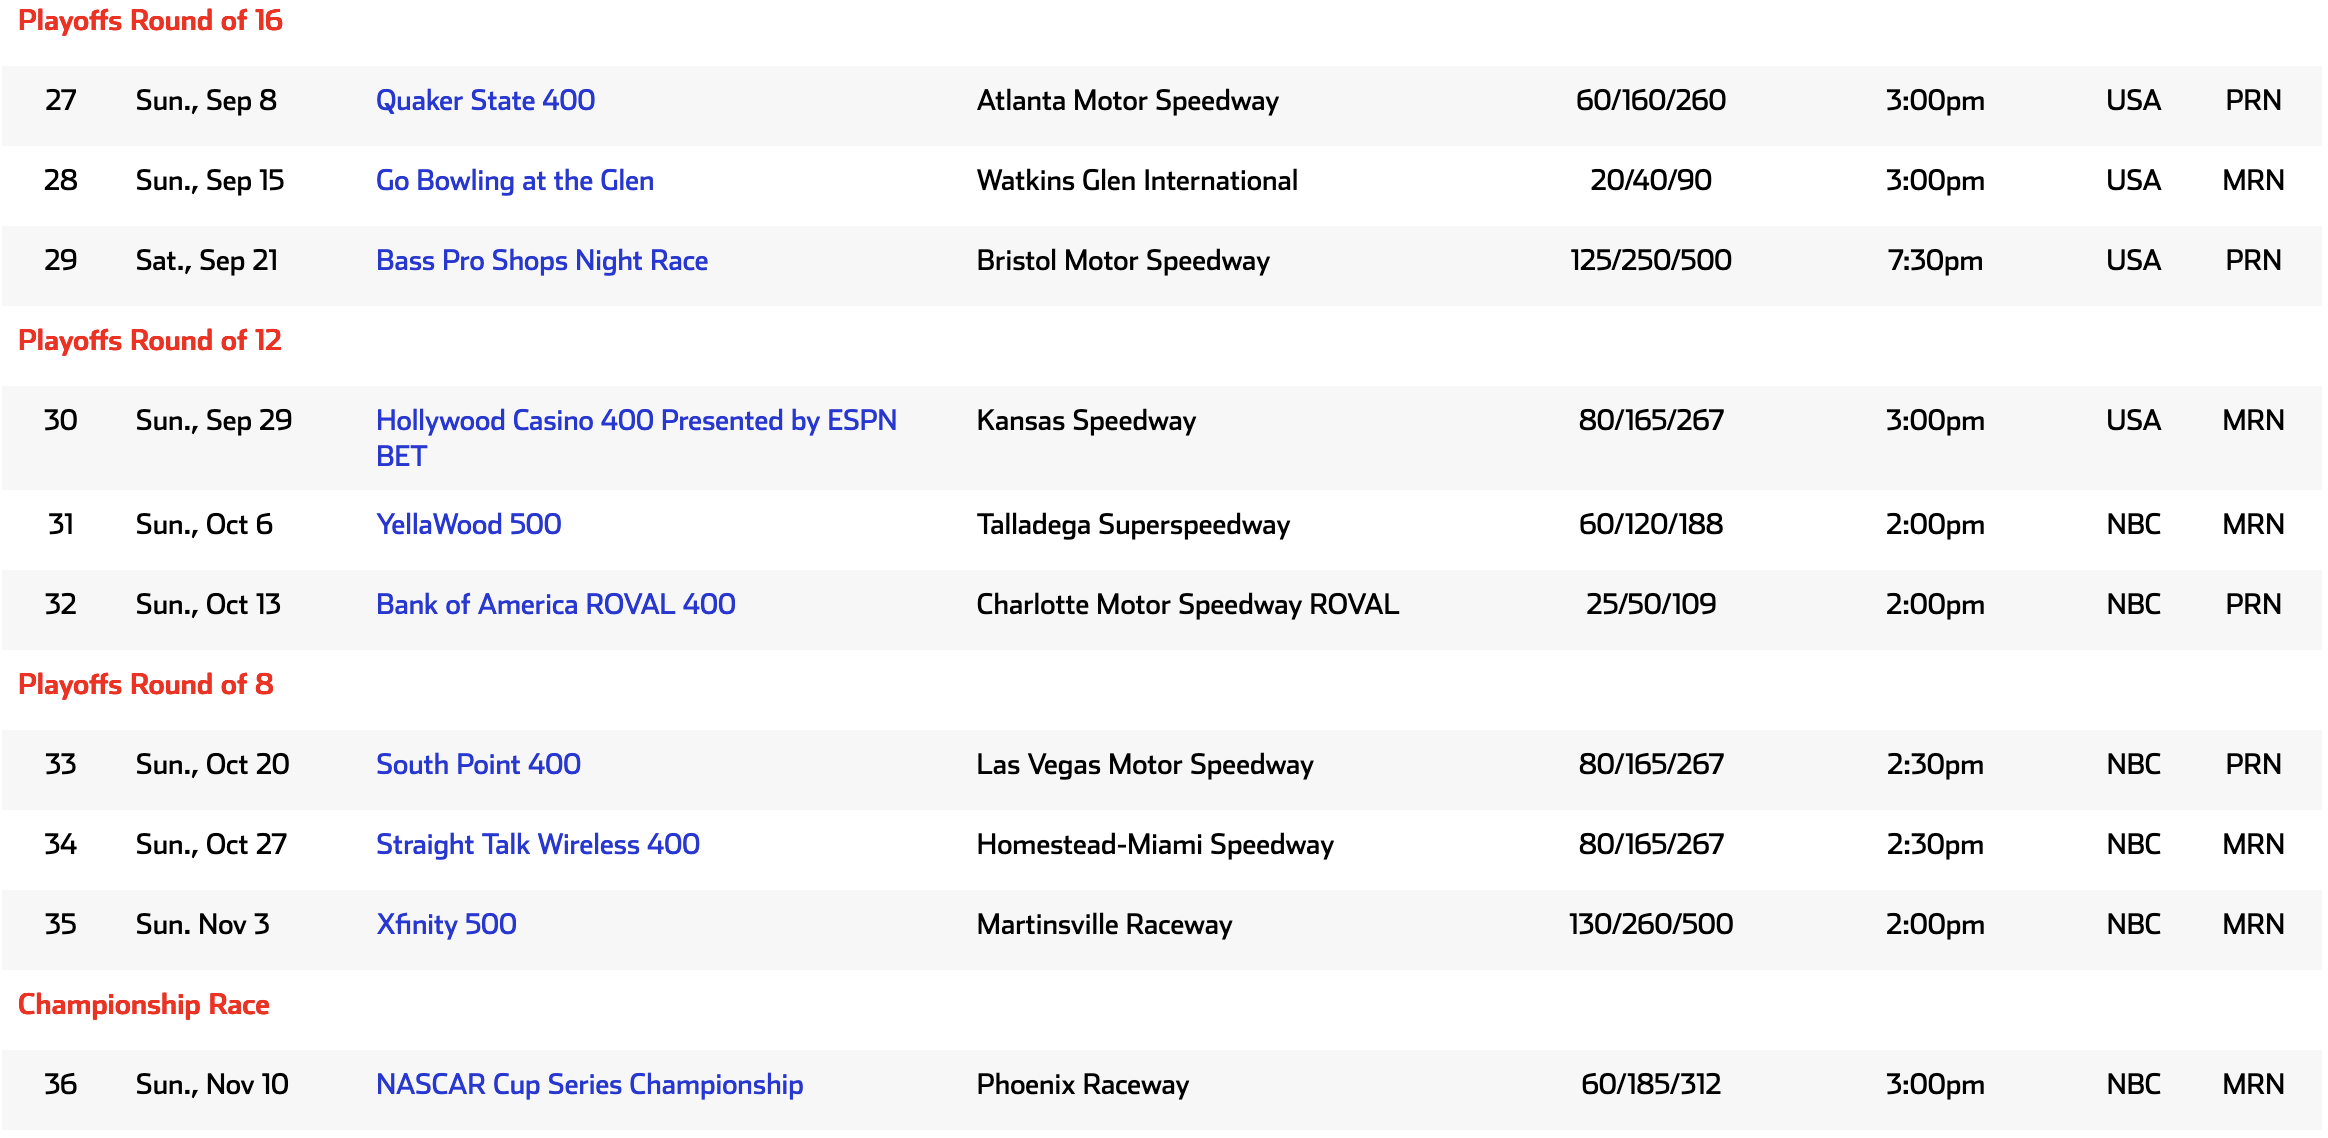 Playoffs Round of 16
27 Sun., Sep 8 Quaker State 400 Atlanta Motor Speedway 60/160/260 3:00pm USA PRN
28 Sun., Sep 15 Go Bowling at the Glen Watkins Glen International 20/40/90 3:00pm USA MRN
29 Sat., Sep 21 Bass Pro Shops Night Race Bristol Motor Speedway 125/250/500 7:30pm USA PRN
Playoffs Round of 12
30 Sun., Sep 29 Hollywood Casino 400 Presented by ESPN Kansas Speedway 80/165/267 3:00pm USA MRN
BET
31 Sun., Oct 6 YellaWood 500 Talladega Superspeedway 60/120/188 2:00pm NBC MRN
32 Sun., Oct 13 Bank of America ROVAL 400 Charlotte Motor Speedway ROVAL 25/50/109 2:00pm NBC PRN
Playoffs Round of 8
33 Sun., Oct 20 South Point 400 Las Vegas Motor Speedway 80/165/267 2:30pm NBC PRN
34 Sun., Oct 27 Straight Talk Wireless 400 Homestead-Miami Speedway 80/165/267 2:30pm NBC MRN
35 Sun. Nov 3 Xfinity 500 Martinsville Raceway 130/260/500 2:00pm NBC MRN
Championship Race
36 Sun., Nov 10 NASCAR Cup Series Championship Phoenix Raceway 60/185/312 3:00pm NBC MRN